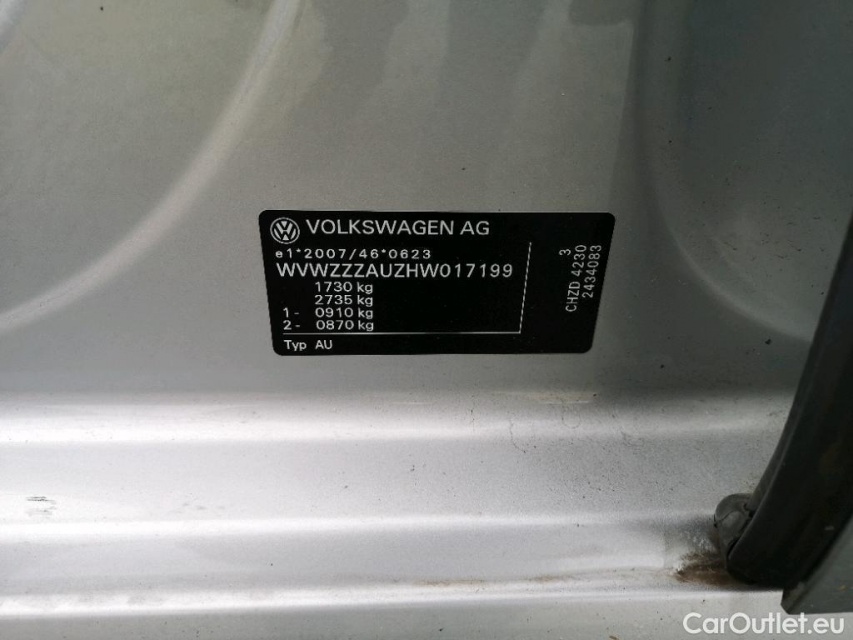 VOLKSWAGEN AG
e1*2007/46*0623
WVWZZZAUZHW017199
1730 kg
2735 kg
1 - 0910 kg
2 - 0870 kg
Typ AU
3
CHZD 4230
2434083
CarOutlet.eu